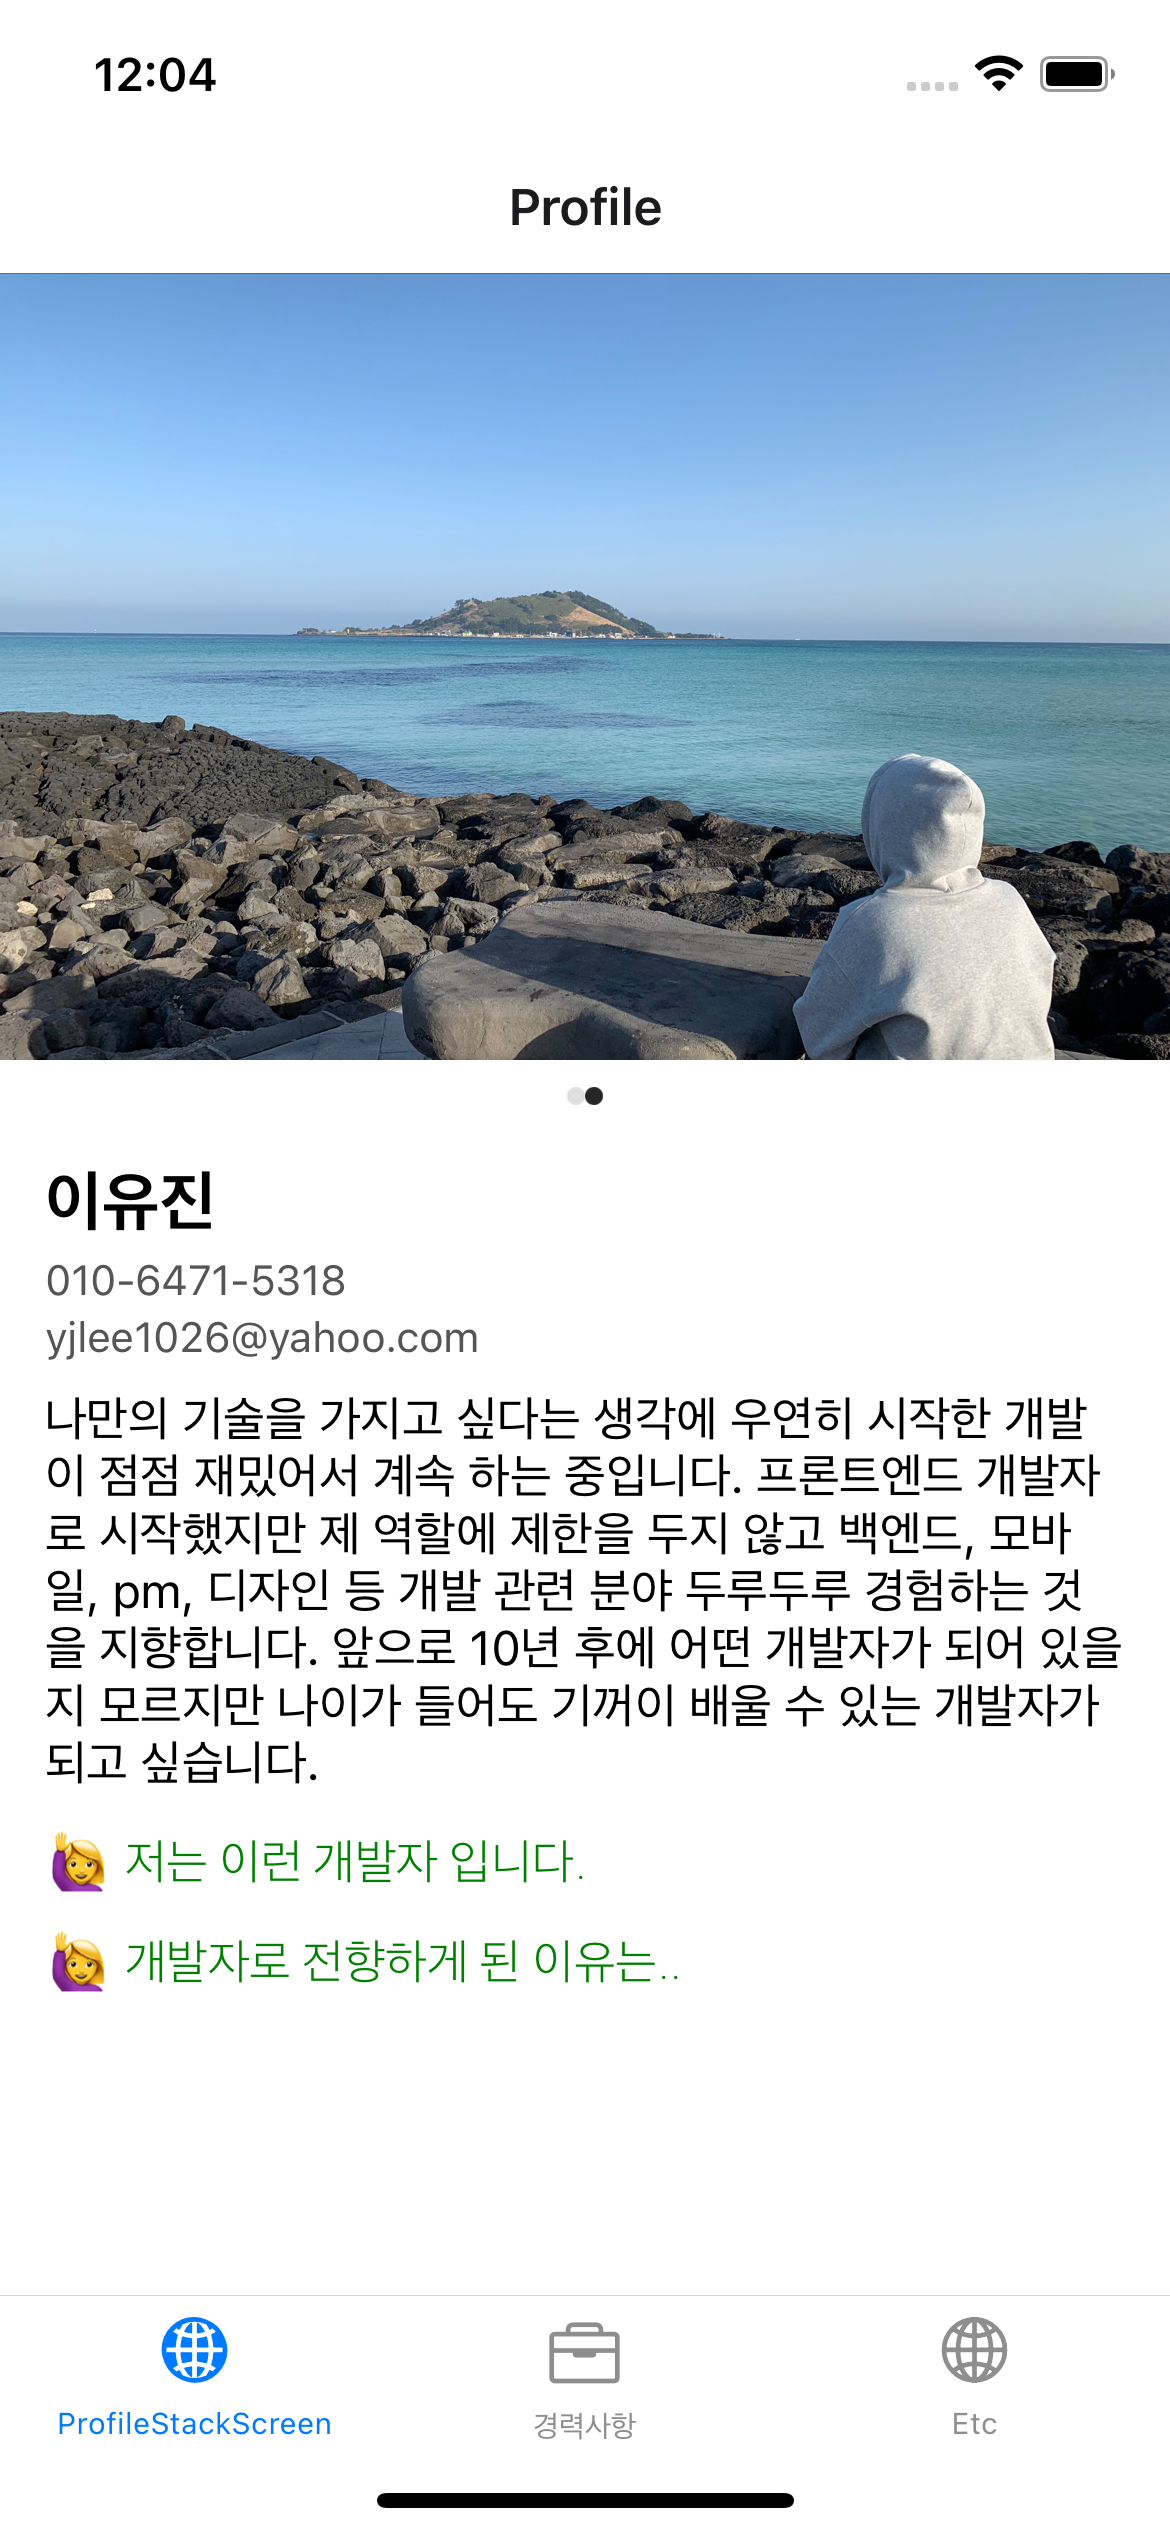 12:04
Profile
이유진
010-6471-5318
yjlee1026@yahoo.com
나만의 기술을 가지고 싶다는 생각에 우연히 시작한 개발
이 점점 재밌어서 계속 하는 중입니다. 프론트엔드 개발자
로 시작했지만 제 역할에 제한을 두지 않고 백엔드, 모바
일, pm, 디자인 등 개발 관련 분야 두루두루 경험하는 것
을 지향합니다. 앞으로 10년 후에 어떤 개발자가 되어 있을
지 모르지만 나이가 들어도 기꺼이 배울 수 있는 개발자가
되고 싶습니다.
🙋‍♀️ 저는 이런 개발자 입니다.
🙋‍♀️ 개발자로 전향하게 된 이유는..
ProfileStackScreen
경력사항
Etc